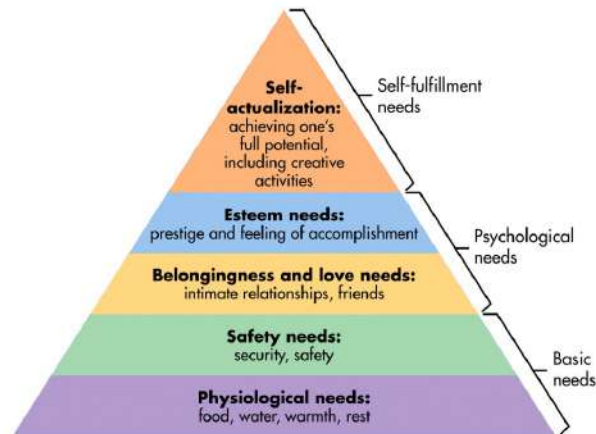 Self-
actualization:
achieving one's
full potential,
including creative
activities
Self-fulfillment
needs
Esteem needs:
prestige and feeling of accomplishment
Psychological
needs
Belongingness and love needs:
intimate relationships, friends
Safety needs:
security, safety
Basic
needs
Physiological needs:
food, water, warmth, rest